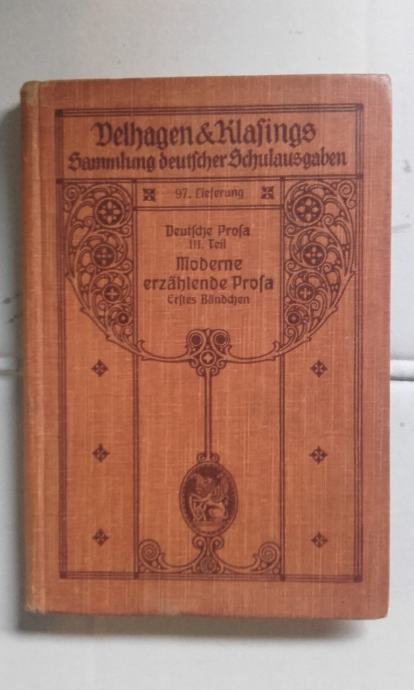 Velhagen & Klasings
Sammlung deutscher Schulausgaben
97. Lieferung
Deutsche Prosa
III. Teil
Moderne
erzählende Prosa
Erstes Bändchen